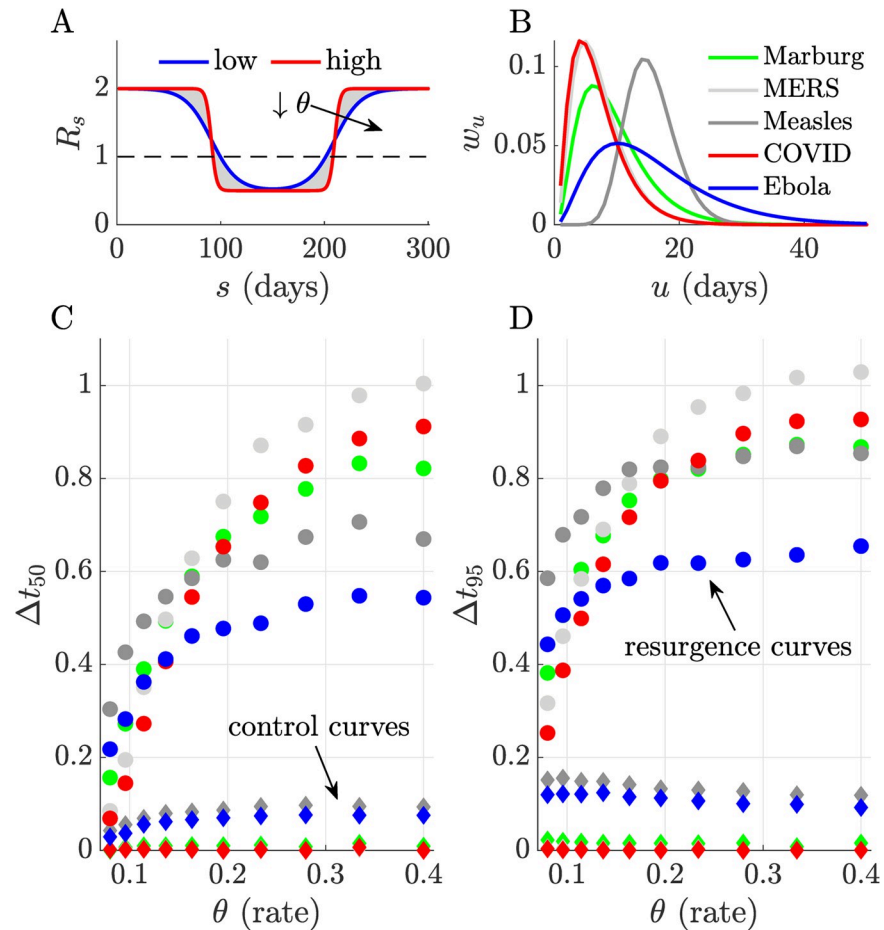 A
low
high
↓ θ
R_s
2
1
0
0
100
200
300
s (days)
B
Marburg
MERS
Measles
COVID
Ebola
w_u
0.1
0.05
0
0
20
40
u (days)
C
Δt_50
1
0.8
0.6
0.4
0.2
0
control curves
0.1
0.2
0.3
0.4
θ (rate)
D
Δt_95
1
0.8
0.6
0.4
0.2
0
resurgence curves
0.1
0.2
0.3
0.4
θ (rate)